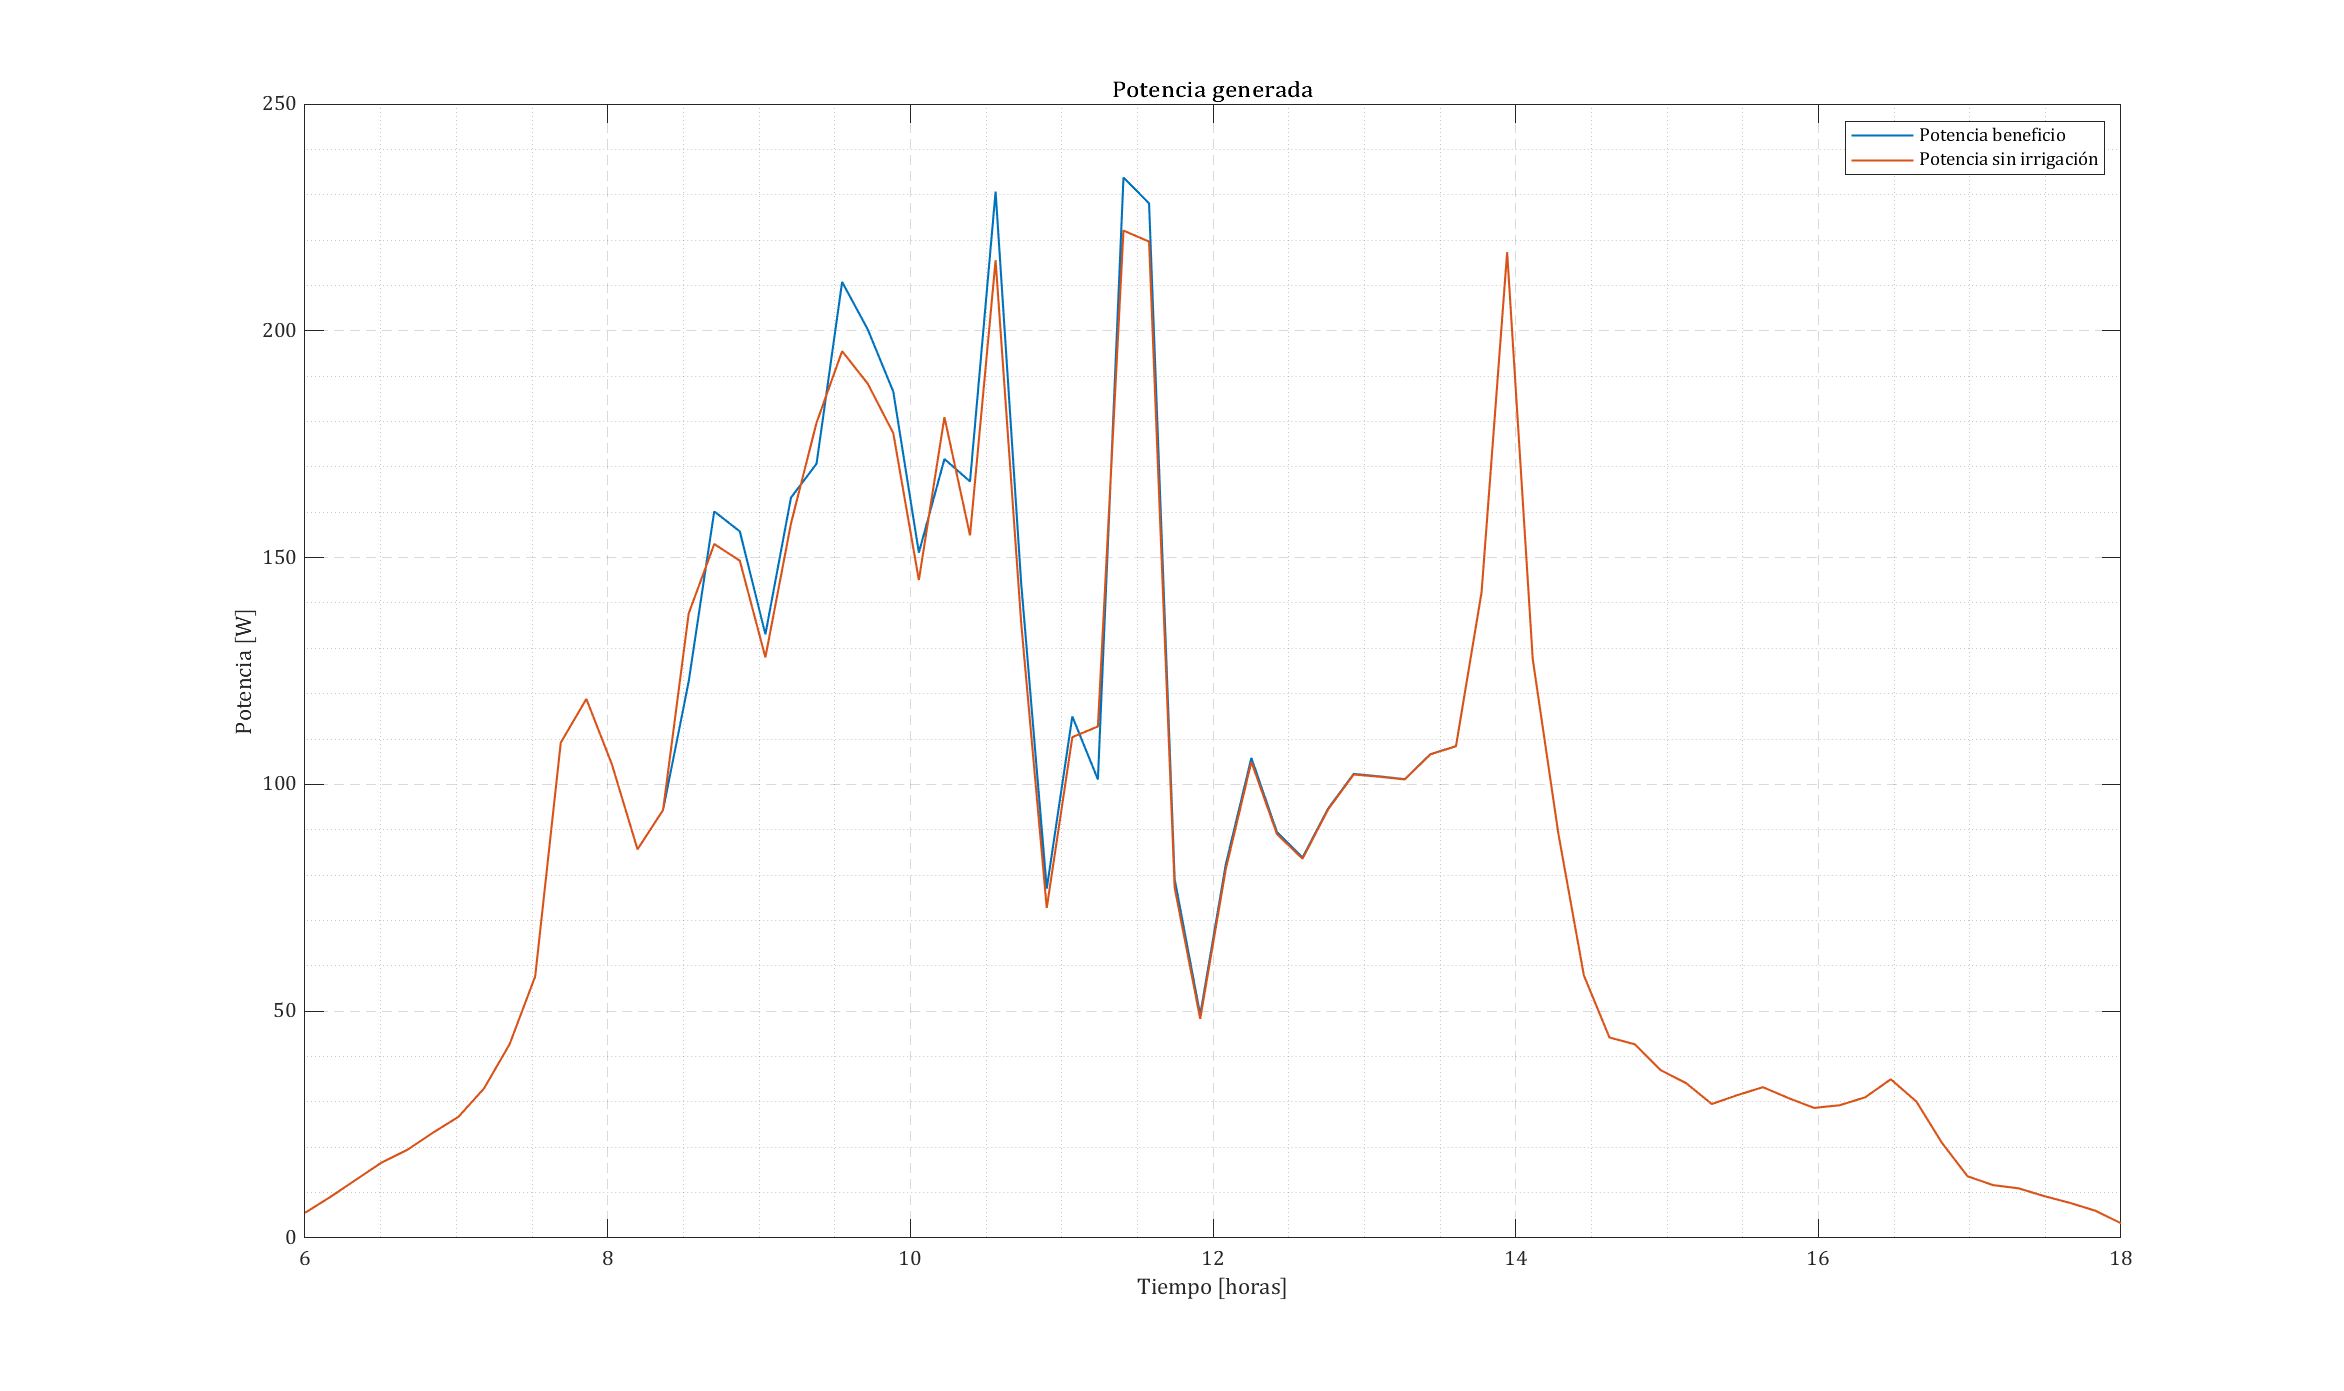 Potencia generada
250
200
150
100
50
0
Potencia [W]
Potencia beneficio
Potencia sin irrigación
6 8 10 12 14 16 18
Tiempo [horas]